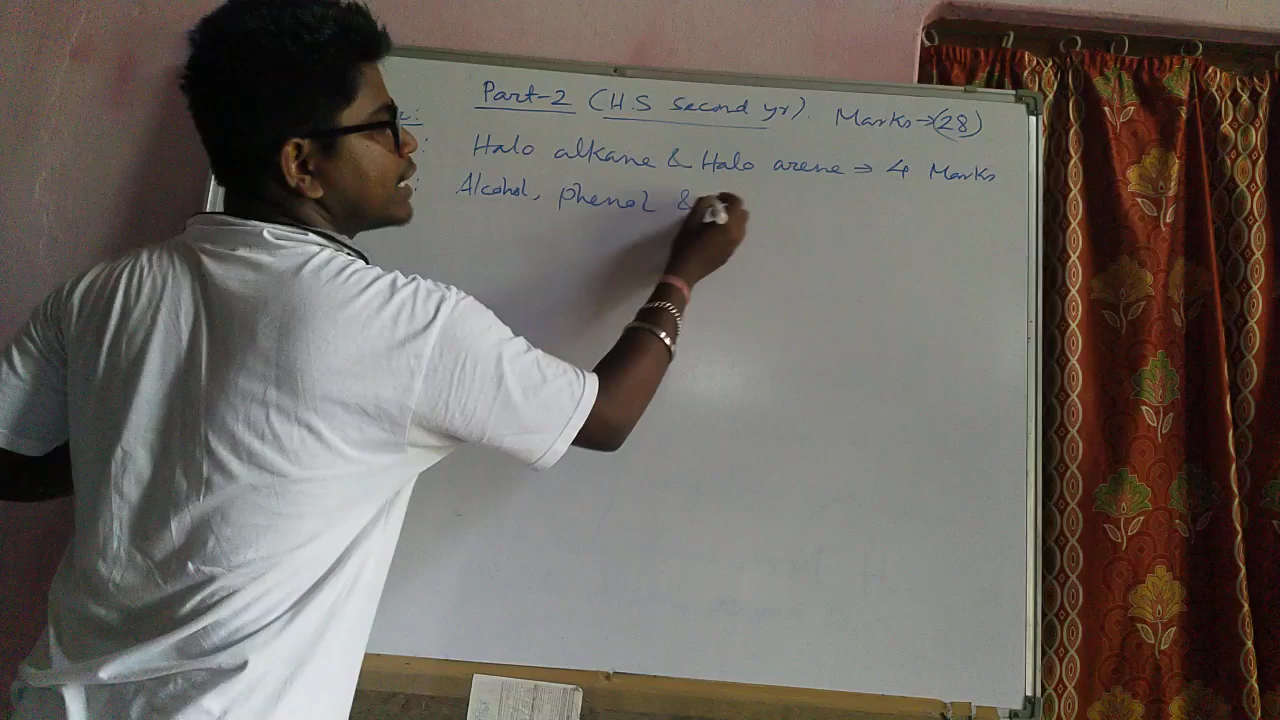 Part-2 (H.S second yr). Marks→(28)
Halo alkane & Halo arene ⇒ 4 Marks
Alcohol, phenol &